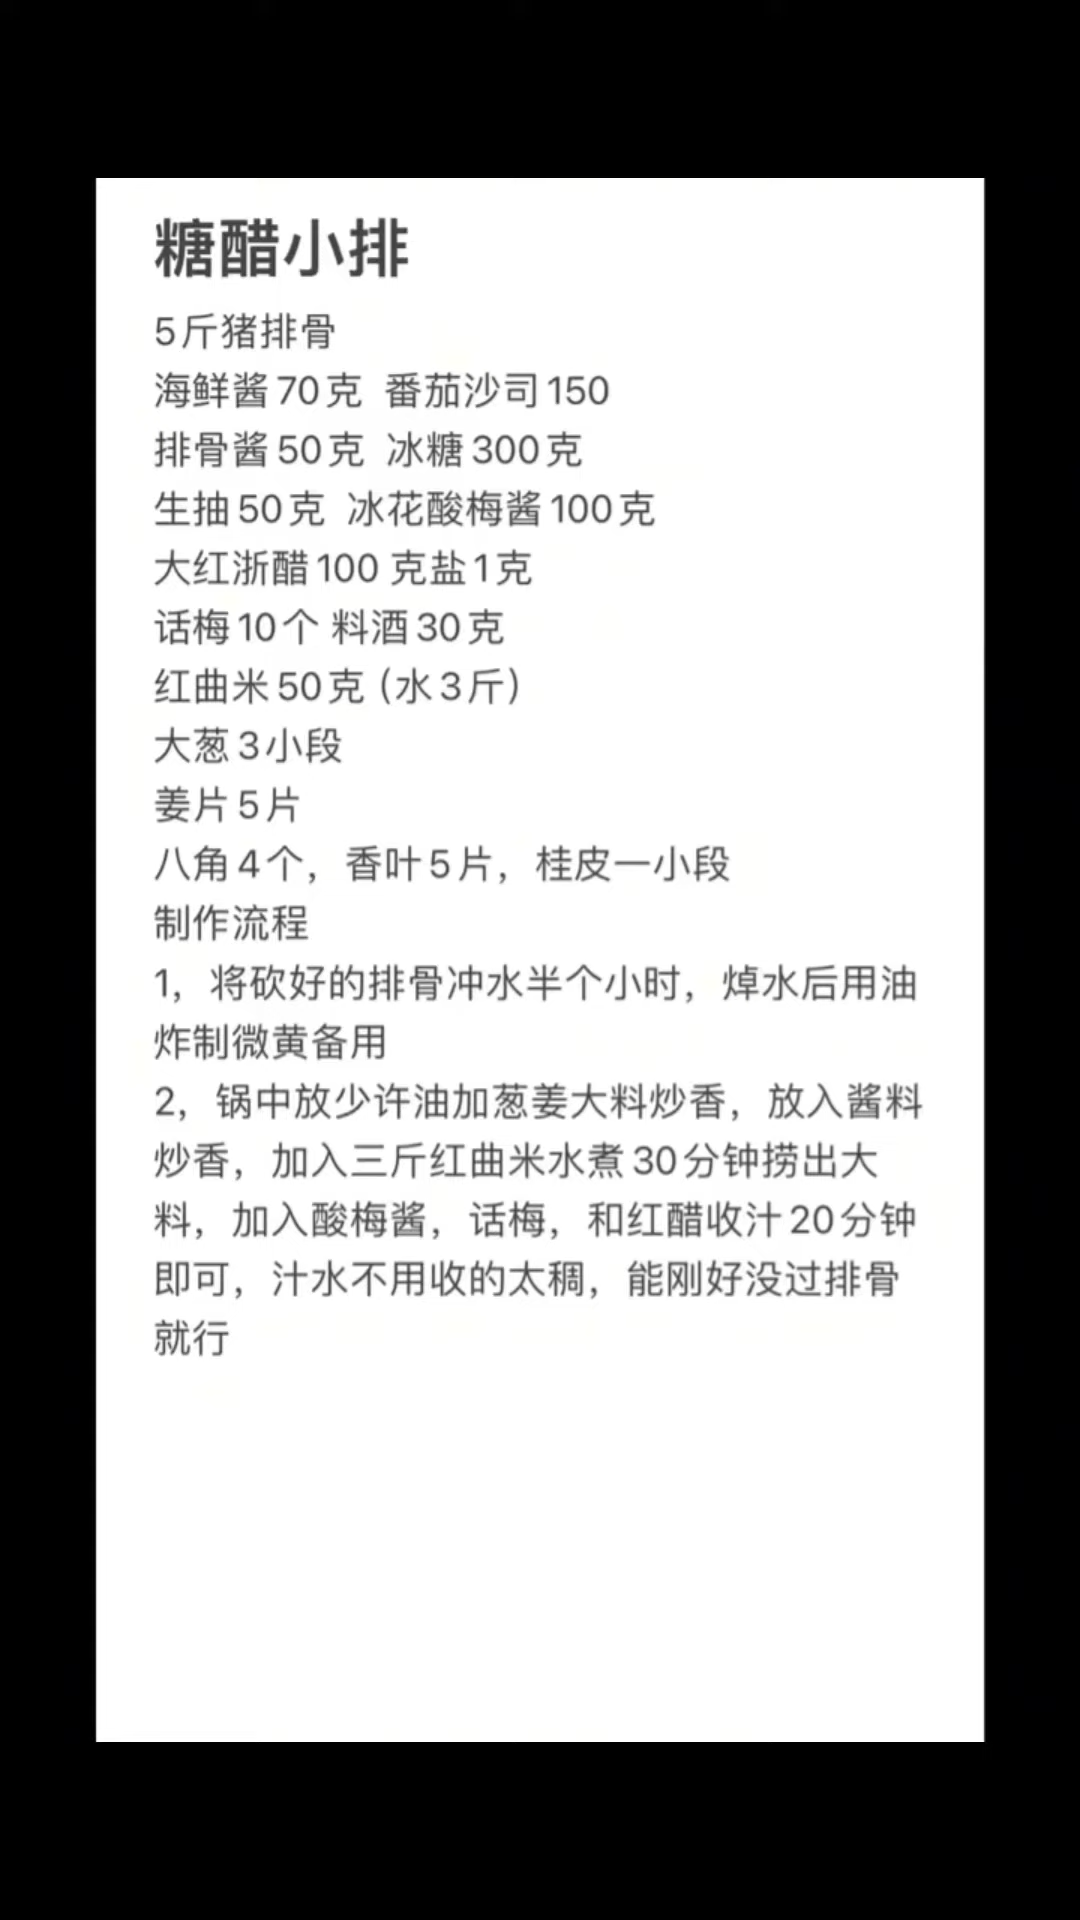 糖醋小排
5斤猪排骨
海鲜酱70克 番茄沙司150
排骨酱50克 冰糖300克
生抽50克 冰花酸梅酱100克
大红浙醋100 克盐1克
话梅10个 料酒30克
红曲米50克（水3斤）
大葱3小段
姜片5片
八角4个，香叶5片，桂皮一小段
制作流程
1，将砍好的排骨冲水半个小时，焯水后用油
炸制微黄备用
2，锅中放少许油加葱姜大料炒香，放入酱料
炒香，加入三斤红曲米水煮30分钟捞出大
料，加入酸梅酱，话梅，和红醋收汁20分钟
即可，汁水不用收的太稠，能刚好没过排骨
就行